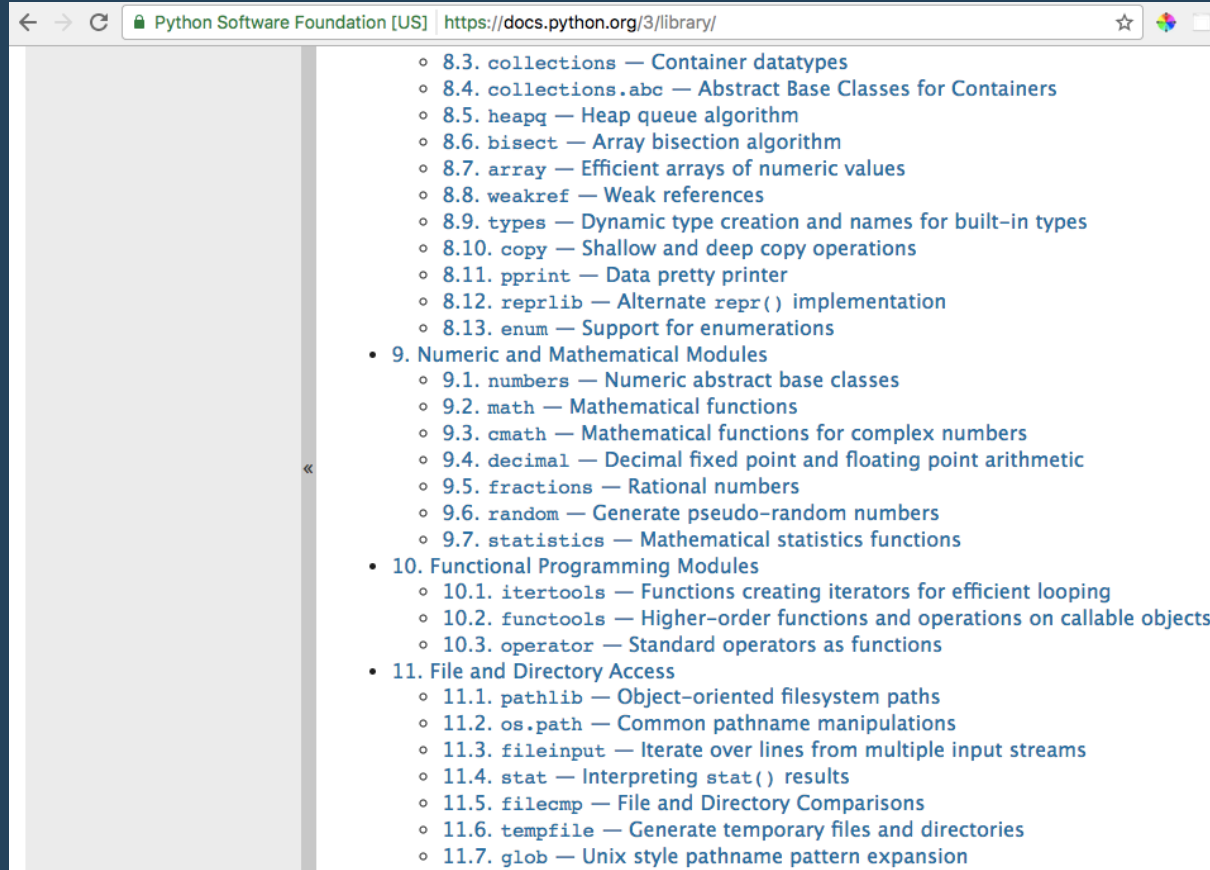 Python Software Foundation [US] https://docs.python.org/3/library/
8.3. collections — Container datatypes
8.4. collections.abc — Abstract Base Classes for Containers
8.5. heapq — Heap queue algorithm
8.6. bisect — Array bisection algorithm
8.7. array — Efficient arrays of numeric values
8.8. weakref — Weak references
8.9. types — Dynamic type creation and names for built-in types
8.10. copy — Shallow and deep copy operations
8.11. pprint — Data pretty printer
8.12. reprlib — Alternate repr() implementation
8.13. enum — Support for enumerations
9. Numeric and Mathematical Modules
9.1. numbers — Numeric abstract base classes
9.2. math — Mathematical functions
9.3. cmath — Mathematical functions for complex numbers
9.4. decimal — Decimal fixed point and floating point arithmetic
9.5. fractions — Rational numbers
9.6. random — Generate pseudo-random numbers
9.7. statistics — Mathematical statistics functions
10. Functional Programming Modules
10.1. itertools — Functions creating iterators for efficient looping
10.2. functools — Higher-order functions and operations on callable objects
10.3. operator — Standard operators as functions
11. File and Directory Access
11.1. pathlib — Object-oriented filesystem paths
11.2. os.path — Common pathname manipulations
11.3. fileinput — Iterate over lines from multiple input streams
11.4. stat — Interpreting stat() results
11.5. filecmp — File and Directory Comparisons
11.6. tempfile — Generate temporary files and directories
11.7. glob — Unix style pathname pattern expansion
«